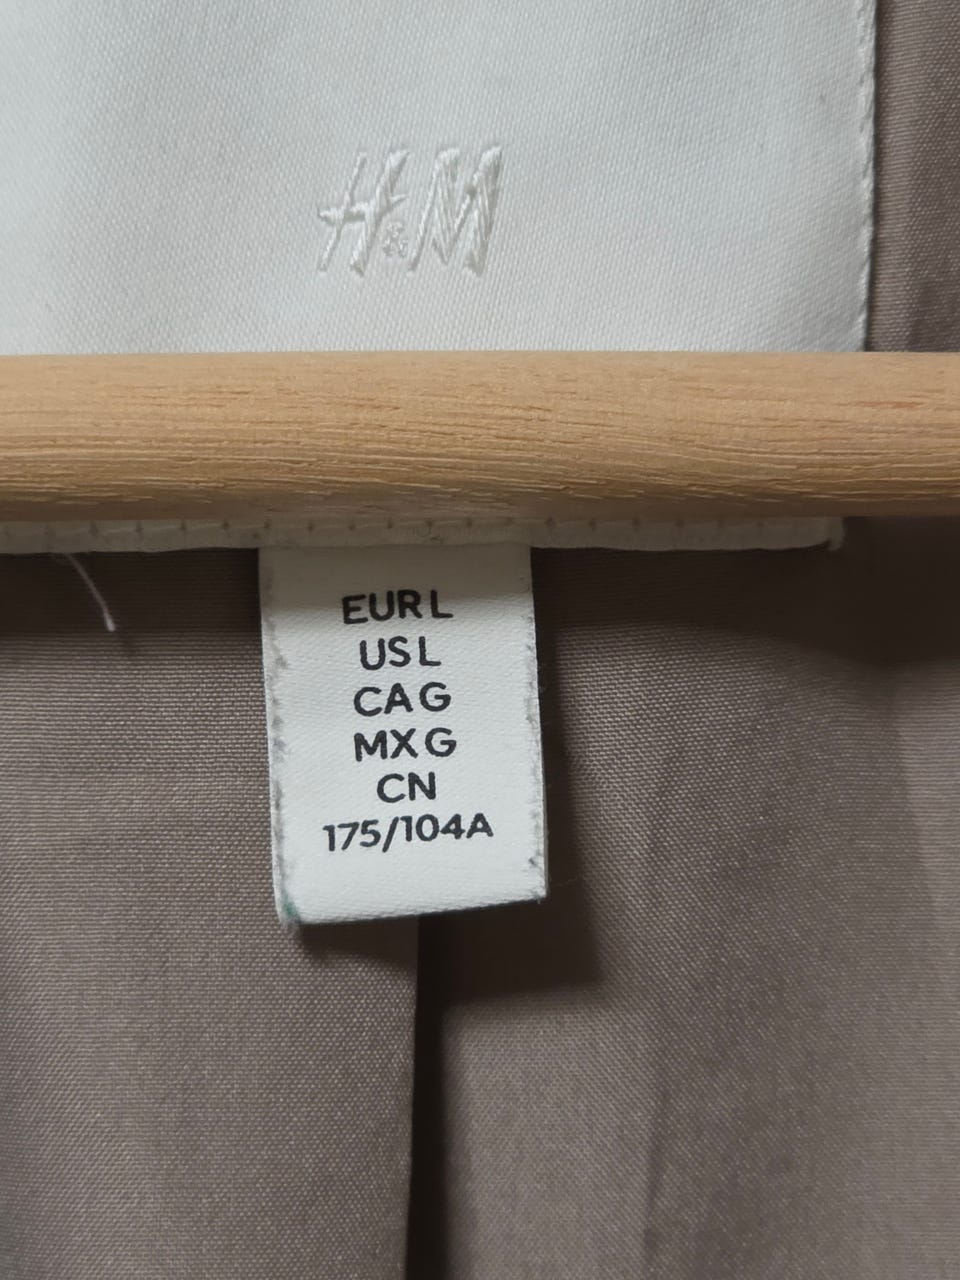 H&M
EUR L
US L
CA G
MX G
CN
175/104A